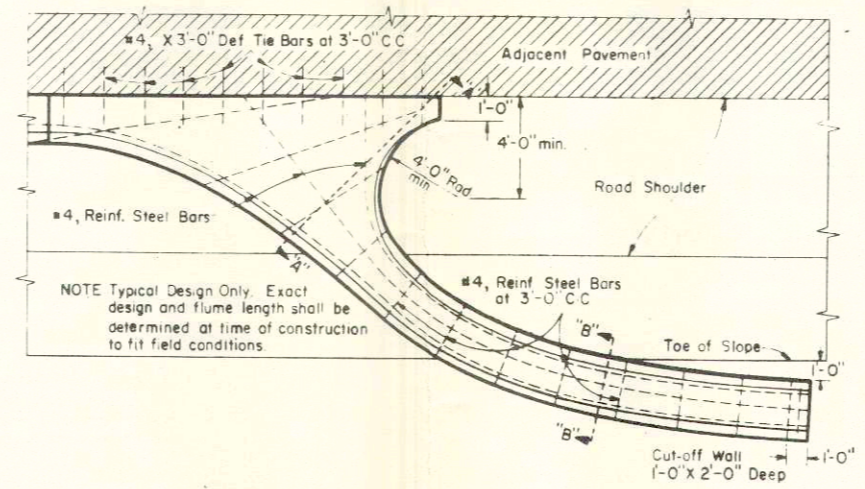 #4, X 3'-0" Def Tie Bars at 3'-0" C C
Adjacent Pavement
1'-0"
4'-0" min.
4'-0" Rad
min
Road Shoulder
#4, Reinf. Steel Bars
"A"
NOTE Typical Design Only. Exact
design and flume length shall be
determined at time of construction
to fit field conditions.
#4, Reinf Steel Bars
at 3'-0" C C
"B"
Toe of Slope
1'-0"
"B"
Cut-off Wall
1'-0" X 2'-0" Deep
1'-0"